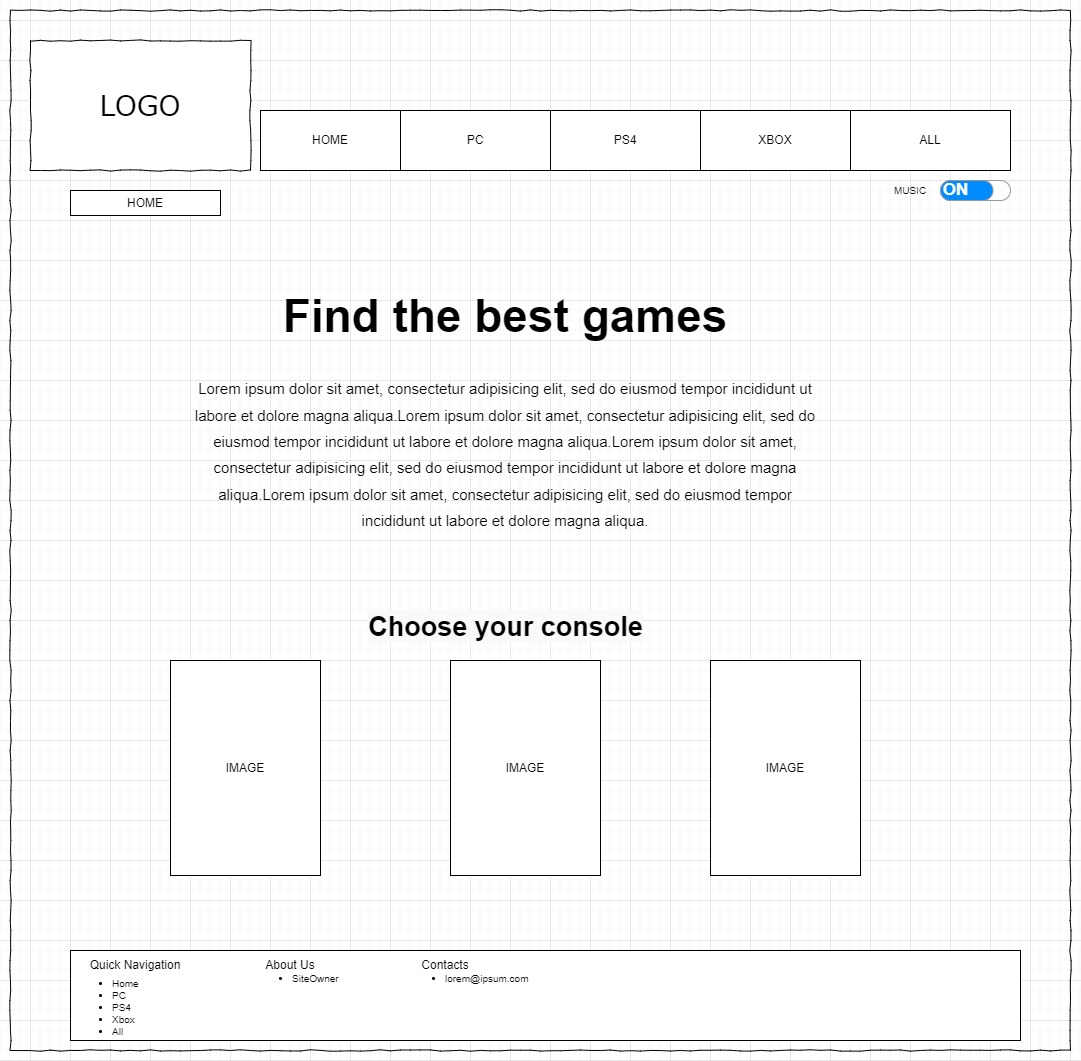 LOGO
HOME
PC
PS4
XBOX
ALL
HOME
MUSIC
ON
Find the best games
Lorem ipsum dolor sit amet, consectetur adipisicing elit, sed do eiusmod tempor incididunt ut
labore et dolore magna aliqua.Lorem ipsum dolor sit amet, consectetur adipisicing elit, sed do
eiusmod tempor incididunt ut labore et dolore magna aliqua.Lorem ipsum dolor sit amet,
consectetur adipisicing elit, sed do eiusmod tempor incididunt ut labore et dolore magna
aliqua.Lorem ipsum dolor sit amet, consectetur adipisicing elit, sed do eiusmod tempor
incididunt ut labore et dolore magna aliqua.
Choose your console
IMAGE
IMAGE
IMAGE
Quick Navigation
Home
PC
PS4
Xbox
All
About Us
SiteOwner
Contacts
lorem@ipsum.com